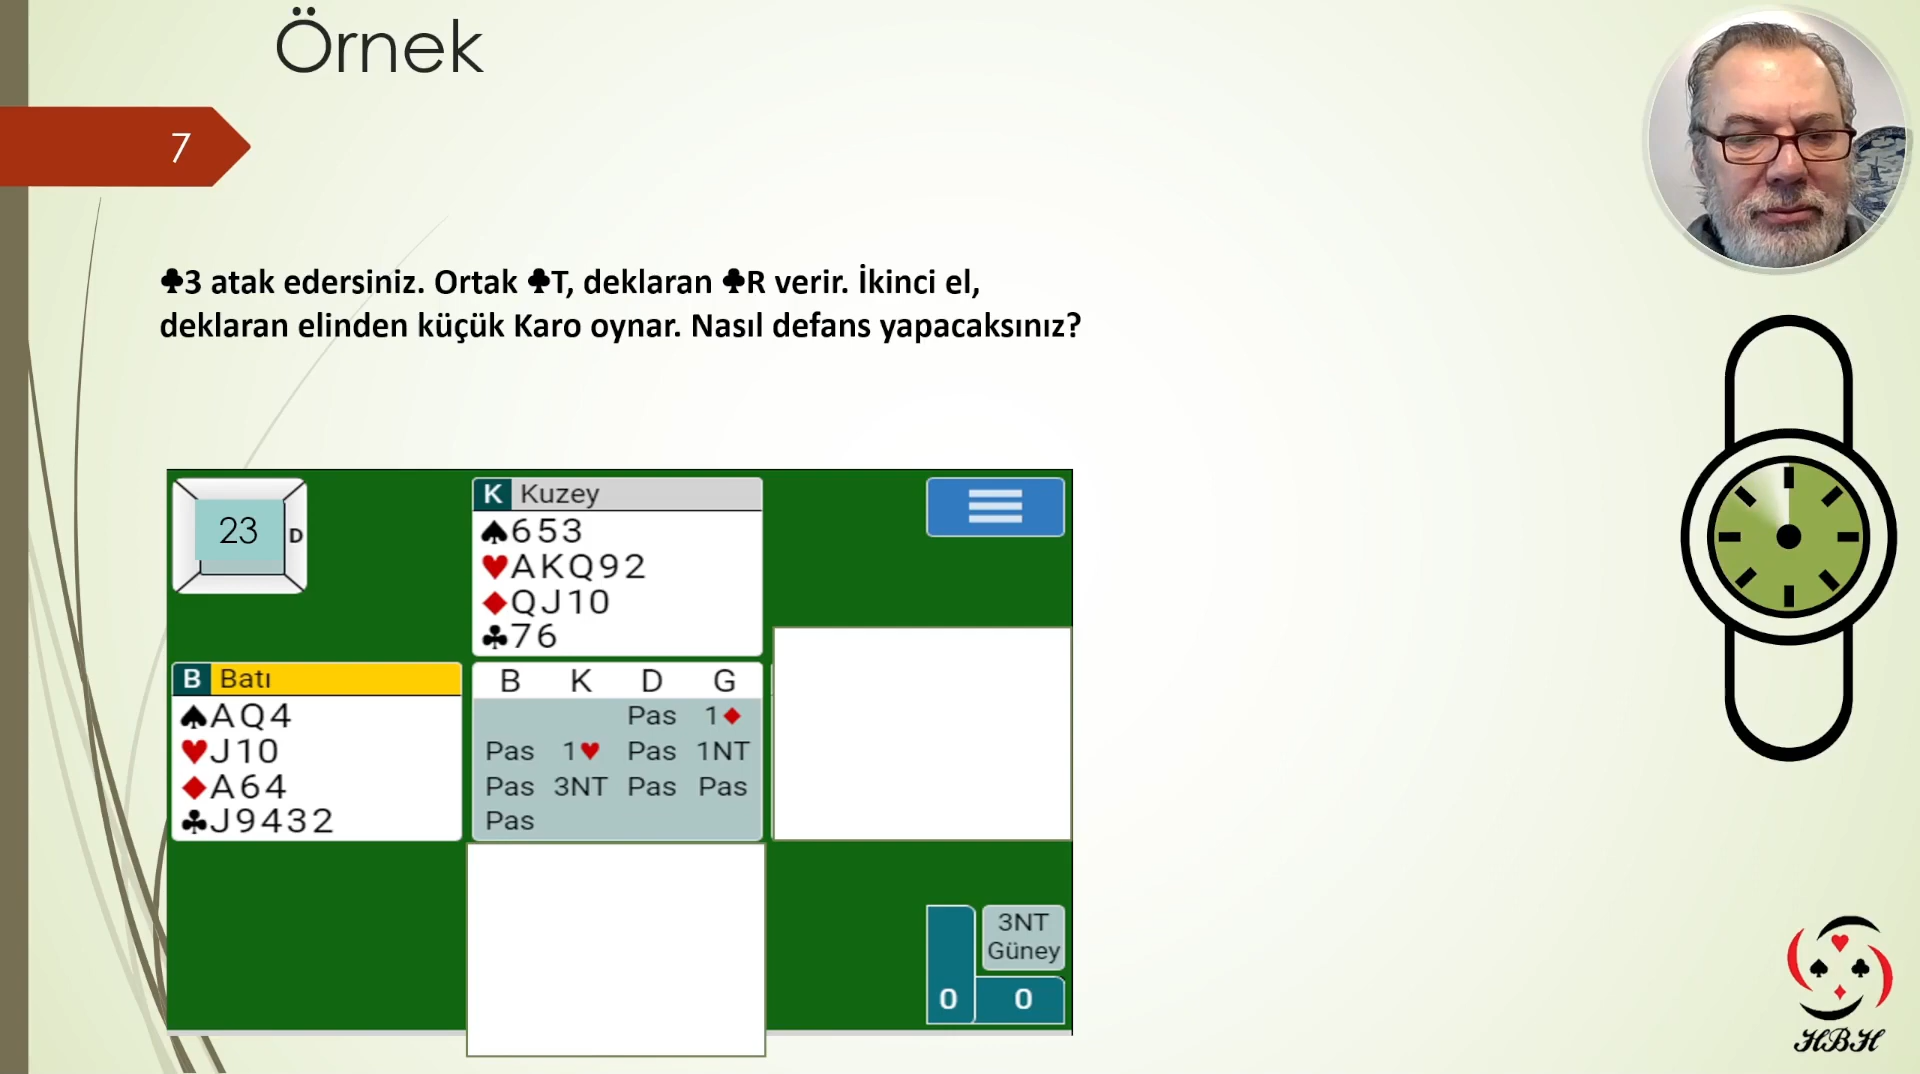 Örnek
7
♣3 atak edersiniz. Ortak ♣T, deklaran ♣R verir. İkinci el,
deklaran elinden küçük Karo oynar. Nasıl defans yapacaksınız?
23
D
K Kuzey
♠653
♥AKQ92
♦QJ10
♣76
B Batı
♠AQ4
♥J10
♦A64
♣J9432
B K D G
Pas 1♦
Pas 1♥ Pas 1NT
Pas 3NT Pas Pas
Pas
3NT
Güney
0 0
HBH